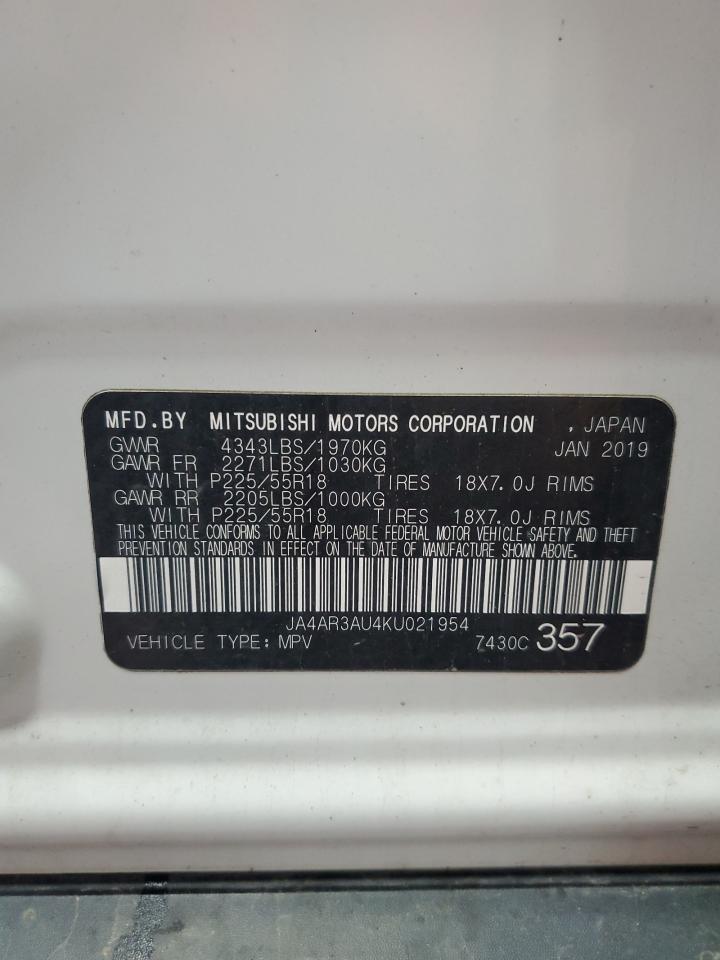 MFD.BY MITSUBISHI MOTORS CORPORATION , JAPAN
GVWR 4343LBS/1970KG JAN 2019
GAWR FR 2271LBS/1030KG
WITH P225/55R18 TIRES 18X7.0J RIMS
GAWR RR 2205LBS/1000KG
WITH P225/55R18 TIRES 18X7.0J RIMS
THIS VEHICLE CONFORMS TO ALL APPLICABLE FEDERAL MOTOR VEHICLE SAFETY AND THEFT
PREVENTION STANDARDS IN EFFECT ON THE DATE OF MANUFACTURE SHOWN ABOVE.
JA4AR3AU4KU021954
VEHICLE TYPE: MPV 7430C 357